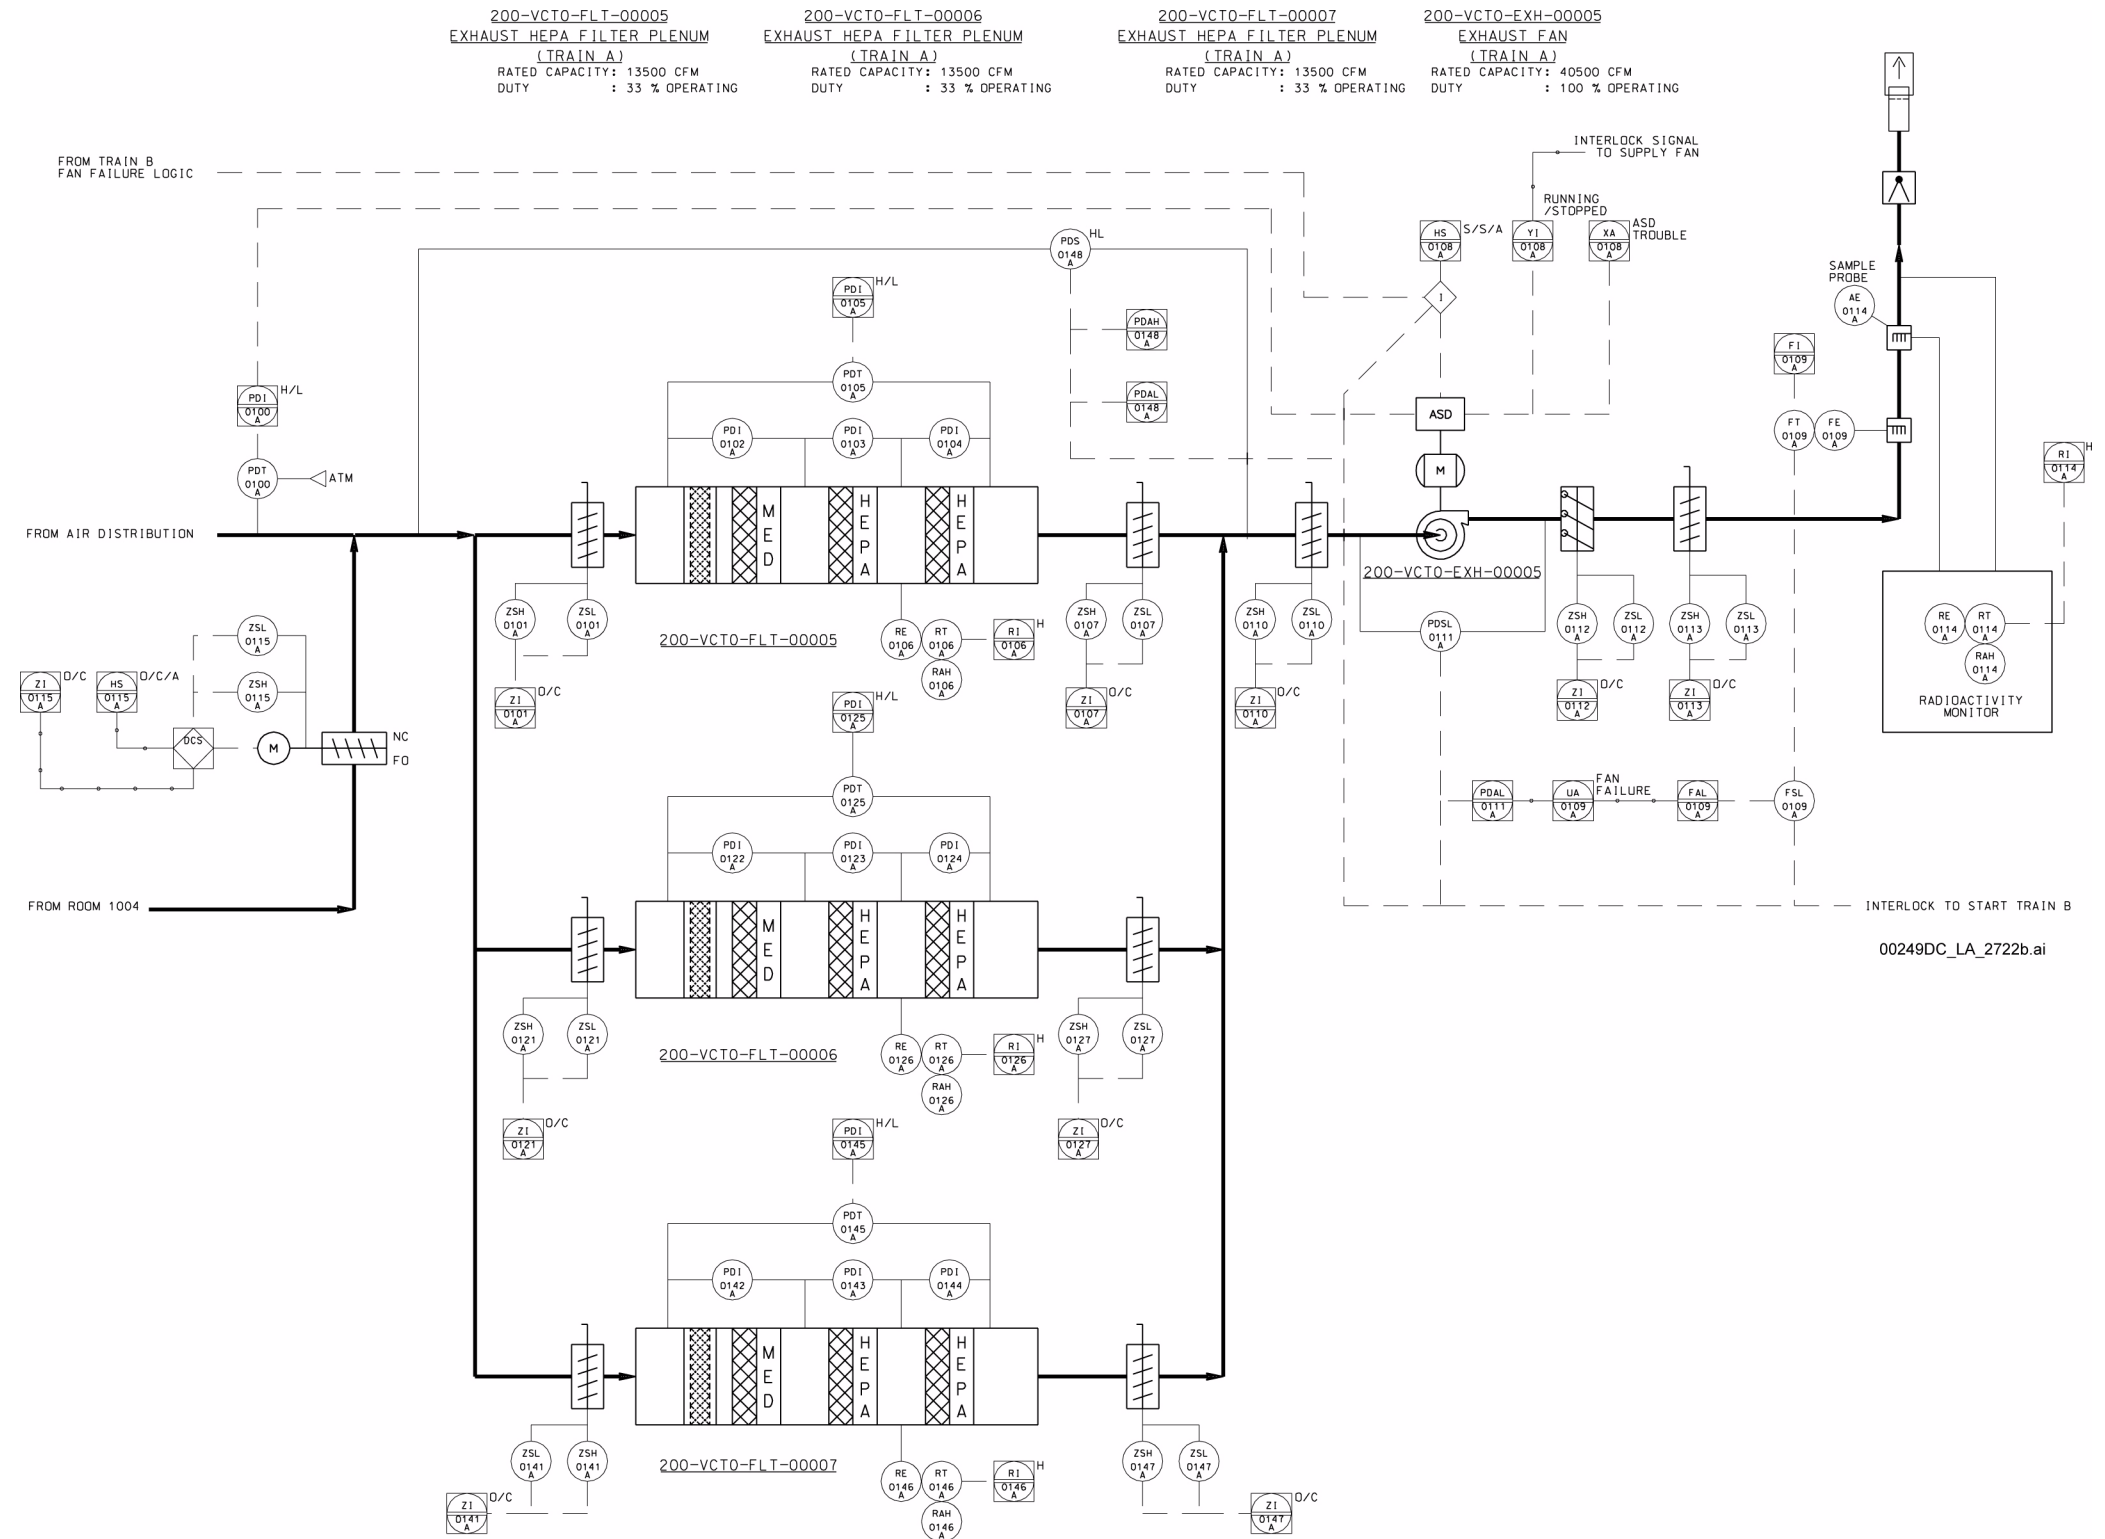 200-VCTO-FLT-00005
EXHAUST HEPA FILTER PLENUM
(TRAIN A)
RATED CAPACITY: 13500 CFM
DUTY : 33 % OPERATING
200-VCTO-FLT-00006
EXHAUST HEPA FILTER PLENUM
(TRAIN A)
RATED CAPACITY: 13500 CFM
DUTY : 33 % OPERATING
200-VCTO-FLT-00007
EXHAUST HEPA FILTER PLENUM
(TRAIN A)
RATED CAPACITY: 13500 CFM
DUTY : 33 % OPERATING
200-VCTO-EXH-00005
EXHAUST FAN
(TRAIN A)
RATED CAPACITY: 40500 CFM
DUTY : 100 % OPERATING
FROM TRAIN B
FAN FAILURE LOGIC
INTERLOCK SIGNAL
TO SUPPLY FAN
RUNNING
/STOPPED
HS
0108
A
S/S/A
YI
0108
A
XA
0108
A
ASD
TROUBLE
PDS
0148
A
HL
PDI
0105
A
H/L
I
SAMPLE
PROBE
AE
0114
A
PDAH
0148
A
FI
0109
A
PDT
0105
A
PDI
0100
A
H/L
PDAL
0148
A
ASD
PDI
0102
A
PDI
0103
A
PDI
0104
A
FT
0109
A
FE
0109
A
PDT
0100
A
ATM
M
RI
0114
A
H
FROM AIR DISTRIBUTION
MED
HEPA
HEPA
200-VCTO-EXH-00005
ZSH
0101
A
ZSL
0101
A
200-VCTO-FLT-00005
RE
0106
A
RT
0106
A
RAH
0106
A
RI
0106
A
H
ZSH
0107
A
ZSL
0107
A
ZSH
0110
A
ZSL
0110
A
PDSL
0111
A
ZSH
0112
A
ZSL
0112
A
ZSH
0113
A
ZSL
0113
A
RE
0114
A
RT
0114
A
RAH
0114
A
RADIOACTIVITY
MONITOR
ZSL
0115
A
ZSH
0115
A
ZI
0115
A
O/C
HS
0115
A
O/C/A
DCS
M
NC
FO
ZI
0101
A
O/C
PDI
0125
A
H/L
ZI
0107
A
O/C
ZI
0110
A
O/C
ZI
0112
A
O/C
ZI
0113
A
O/C
PDT
0125
A
PDAL
0111
A
UA
0109
A
FAN
FAILURE
FAL
0109
A
FSL
0109
A
PDI
0122
A
PDI
0123
A
PDI
0124
A
FROM ROOM 1004
INTERLOCK TO START TRAIN B
MED
HEPA
HEPA
00249DC_LA_2722b.ai
ZSH
0121
A
ZSL
0121
A
200-VCTO-FLT-00006
RE
0126
A
RT
0126
A
RAH
0126
A
RI
0126
A
H
ZSH
0127
A
ZSL
0127
A
ZI
0121
A
O/C
PDI
0145
A
H/L
ZI
0127
A
O/C
PDT
0145
A
PDI
0142
A
PDI
0143
A
PDI
0144
A
MED
HEPA
HEPA
ZSL
0141
A
ZSH
0141
A
200-VCTO-FLT-00007
RE
0146
A
RT
0146
A
RAH
0146
A
RI
0146
A
H
ZSH
0147
A
ZSL
0147
A
ZI
0141
A
O/C
ZI
0147
A
O/C